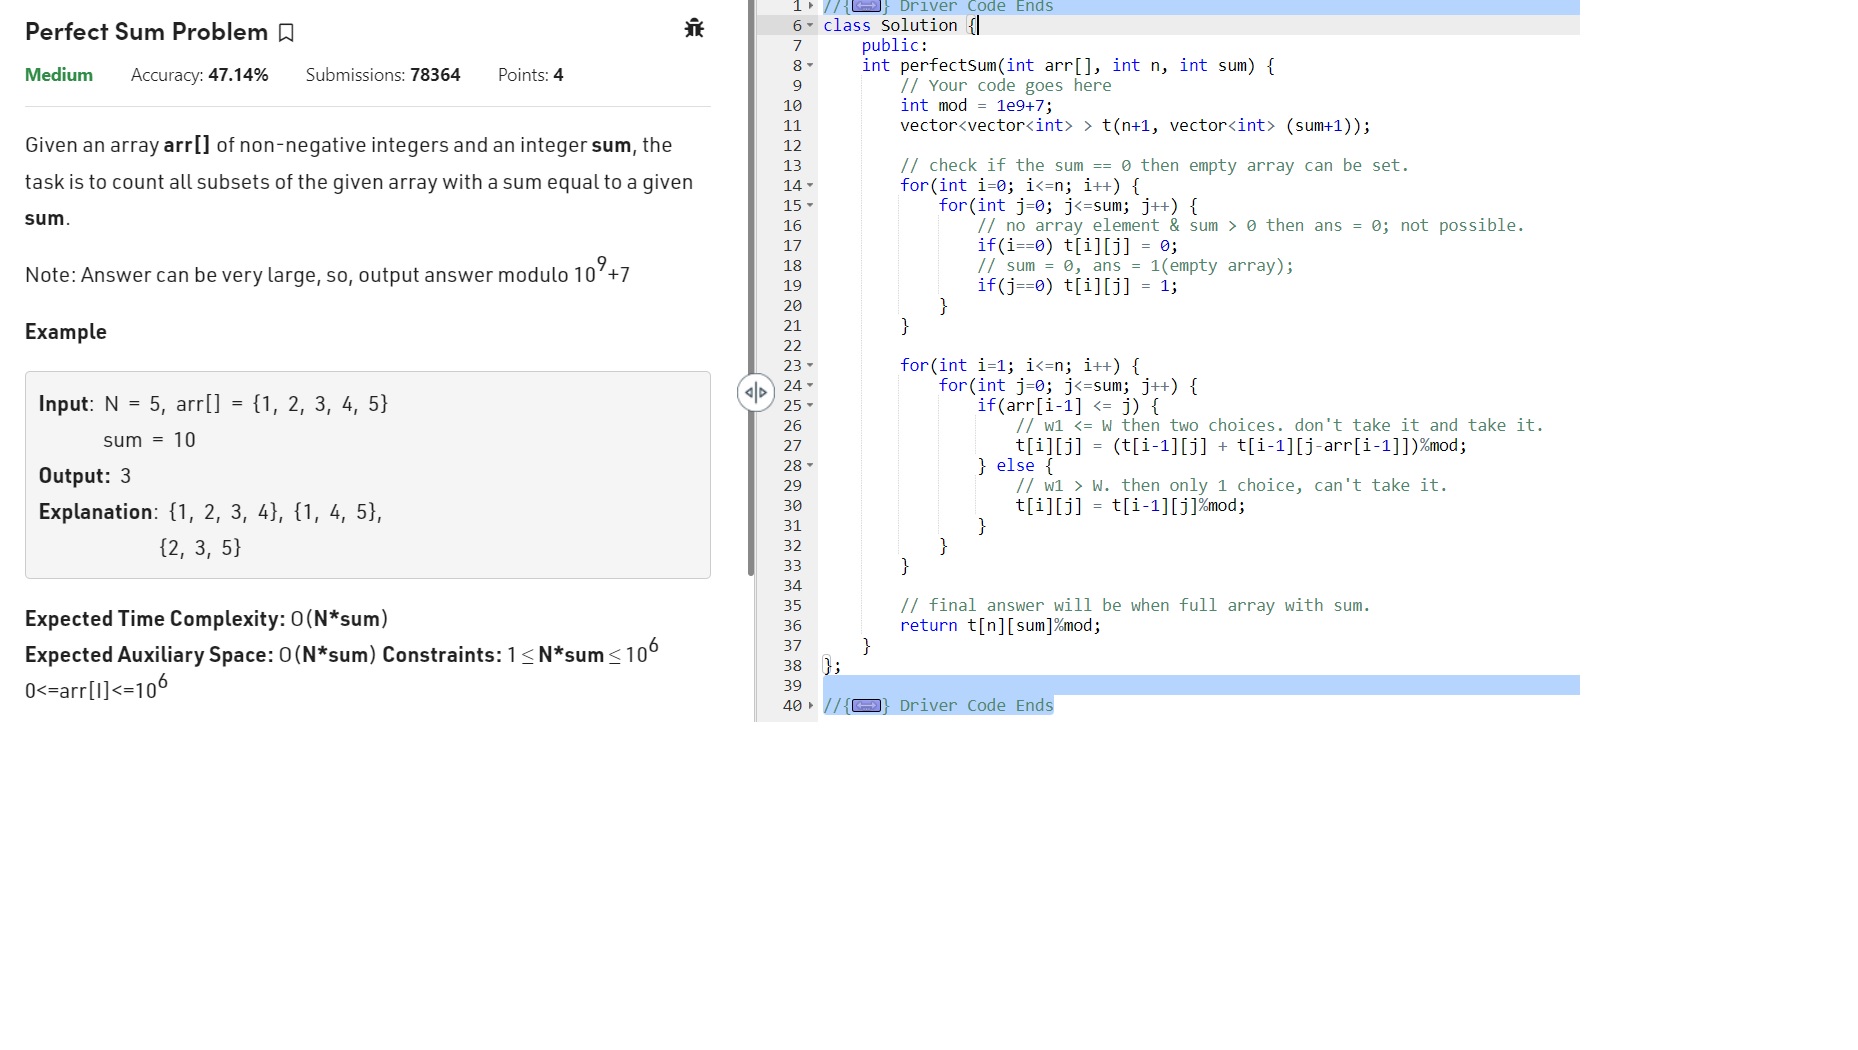 Perfect Sum Problem
Medium Accuracy: 47.14% Submissions: 78364 Points: 4
Given an array arr[] of non-negative integers and an integer sum, the
task is to count all subsets of the given array with a sum equal to a given
sum.
Note: Answer can be very large, so, output answer modulo 10⁹+7
Example
Input: N = 5, arr[] = {1, 2, 3, 4, 5}
sum = 10
Output: 3
Explanation: {1, 2, 3, 4}, {1, 4, 5},
{2, 3, 5}
Expected Time Complexity: O(N*sum)
Expected Auxiliary Space: O(N*sum) Constraints: 1 ≤ N*sum ≤ 10⁶
0<=arr[I]<=10⁶
1 //{} Driver Code Ends
6 class Solution {
7     public:
8     int perfectSum(int arr[], int n, int sum) {
9         // Your code goes here
10         int mod = 1e9+7;
11         vector<vector<int> > t(n+1, vector<int> (sum+1));
12
13         // check if the sum == 0 then empty array can be set.
14         for(int i=0; i<=n; i++) {
15             for(int j=0; j<=sum; j++) {
16                 // no array element & sum > 0 then ans = 0; not possible.
17                 if(i==0) t[i][j] = 0;
18                 // sum = 0, ans = 1(empty array);
19                 if(j==0) t[i][j] = 1;
20             }
21         }
22
23         for(int i=1; i<=n; i++) {
24             for(int j=0; j<=sum; j++) {
25                 if(arr[i-1] <= j) {
26                     // w1 <= W then two choices. don't take it and take it.
27                     t[i][j] = (t[i-1][j] + t[i-1][j-arr[i-1]])%mod;
28                 } else {
29                     // w1 > W. then only 1 choice, can't take it.
30                     t[i][j] = t[i-1][j]%mod;
31                 }
32             }
33         }
34
35         // final answer will be when full array with sum.
36         return t[n][sum]%mod;
37     }
38 };
39
40 //{} Driver Code Ends